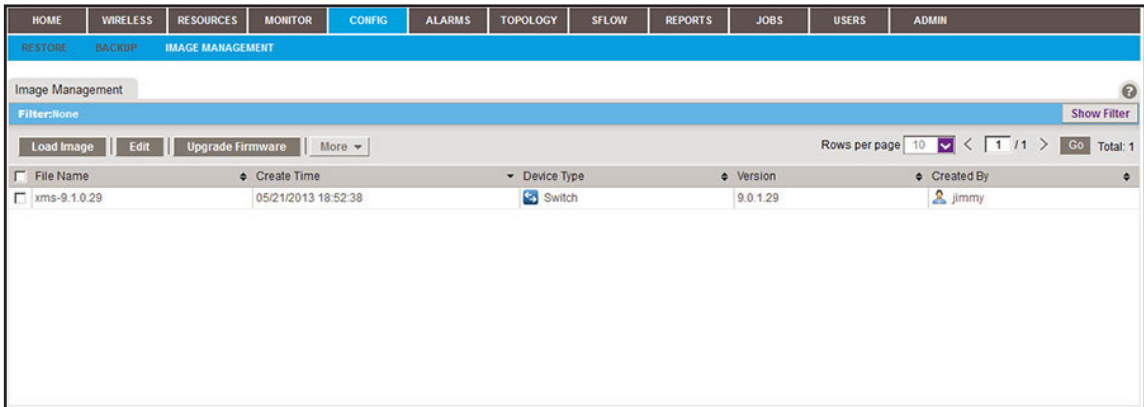 HOME WIRELESS RESOURCES MONITOR CONFIG ALARMS TOPOLOGY SFLOW REPORTS JOBS USERS ADMIN
RESTORE BACKUP IMAGE MANAGEMENT
Image Management ?
Filter:None Show Filter
Load Image Edit Upgrade Firmware More Rows per page 10 < 1 / 1 > Go Total: 1
File Name Create Time Device Type Version Created By
xms-9.1.0.29 05/21/2013 18:52:38 Switch 9.0.1.29 jimmy